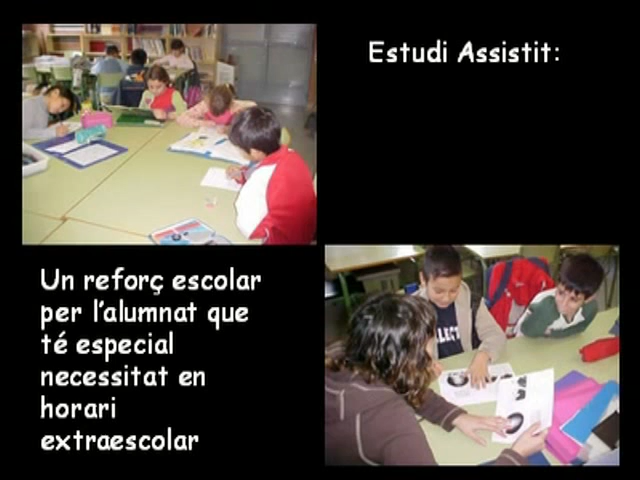 Estudi Assistit:
Un reforç escolar
per l'alumnat que
té especial
necessitat en
horari
extraescolar